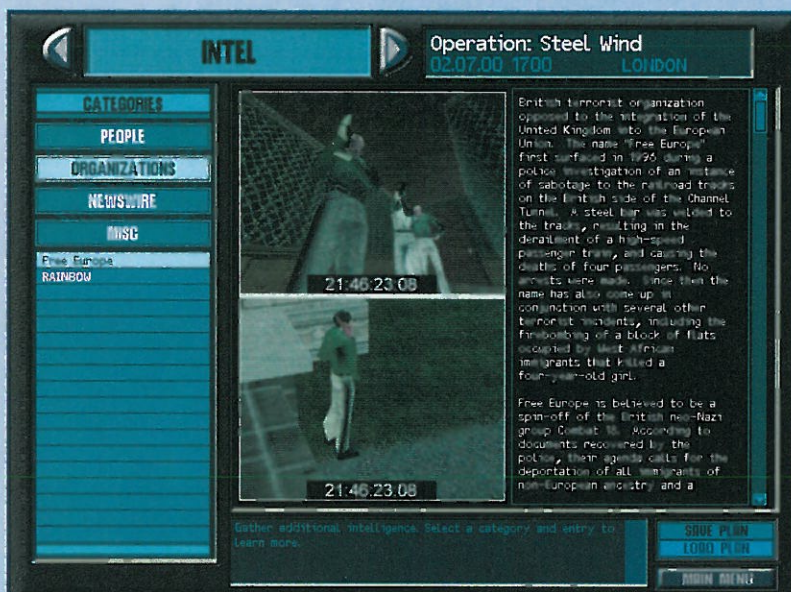 INTEL
Operation: Steel Wind
02.07.00 1700 LONDON
CATEGORIES
PEOPLE
ORGANIZATIONS
NEWSWIRE
MISC
Free Europe
RAINBOW
21:46:23:08
21:46:23:08
British terrorist organization
opposed to the integration of the
United Kingdom into the European
Union. The name "Free Europe"
first surfaced in 1996 during a
police investigation of an instance
of sabotage to the railroad tracks
on the British side of the Channel
Tunnel. A steel bar was welded to
the tracks, resulting in the
derailment of a high-speed
passenger train, and causing the
deaths of four passengers. No
arrests were made. Since then the
name has also come up in
conjunction with several other
terrorist incidents, including the
firebombing of a block of flats
occupied by West African
immigrants that killed a
four-year-old girl.
Free Europe is believed to be a
spin-off of the British neo-Nazi
group Combat 18. According to
documents recovered by the
police, their agenda calls for the
deportation of all immigrants of
non-European ancestry and a
Gather additional intelligence. Select a category and entry to
learn more.
SAVE PLAN
LOAD PLAN
MAIN MENU